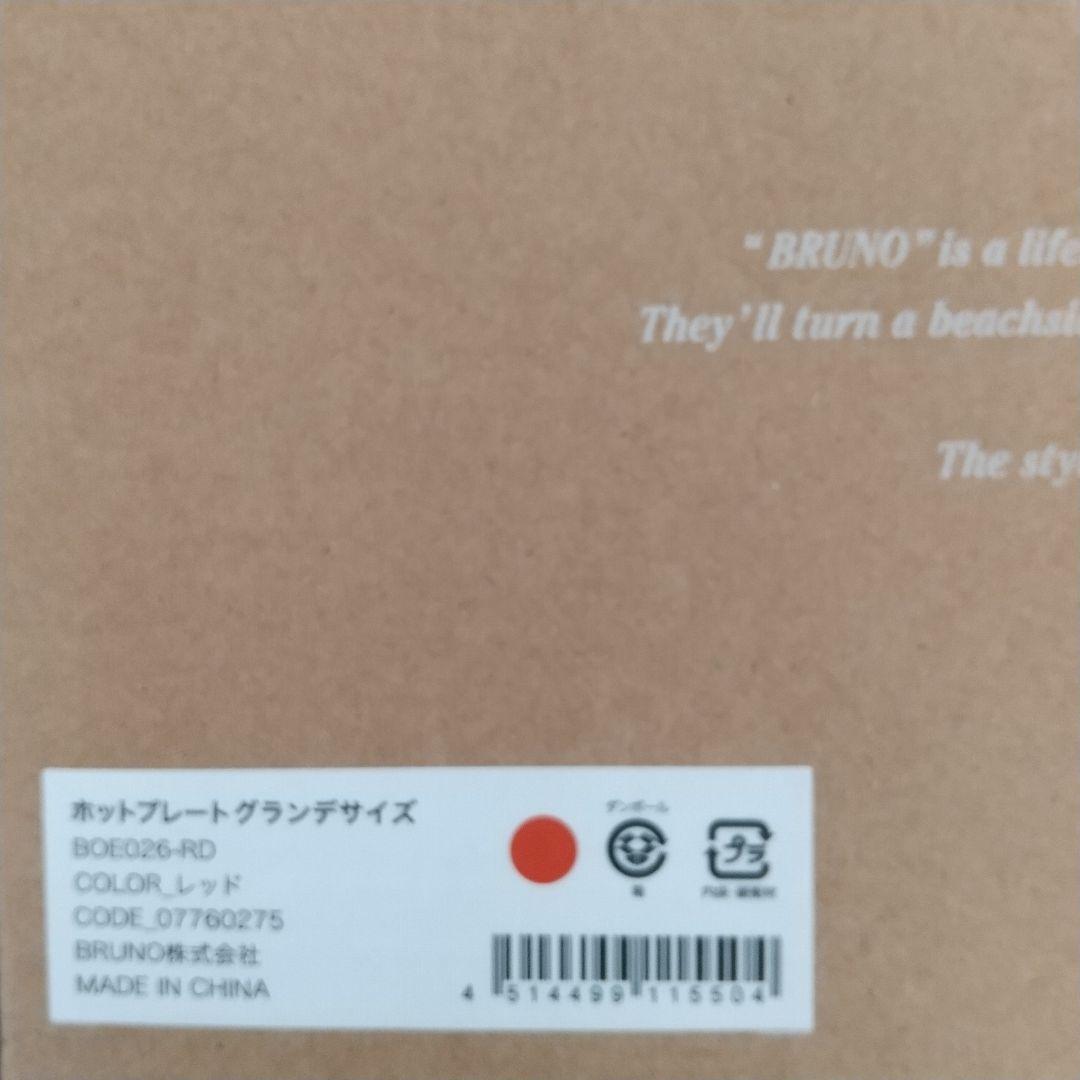 “BRUNO” is a life
They’ll turn a beachsi
The sty
ホットプレート グランデサイズ
BOE026-RD
COLOR_レッド
CODE_07760275
BRUNO株式会社
MADE IN CHINA
ダンボール
プラ
4 514499 115504